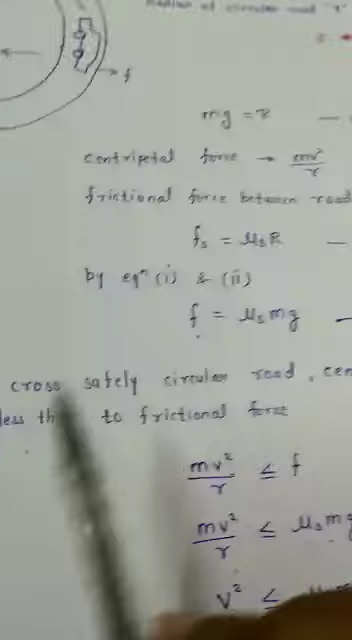 Radius of circular road "r"
f
mg = R
centripetal force → mv²/r
frictional force between road
fs = μsR
by eqⁿ (i) & (ii)
f = μsmg
cross safely circular road, cen
less th to frictional force
mv²/r ≤ f
mv²/r ≤ μsmg
v² ≤